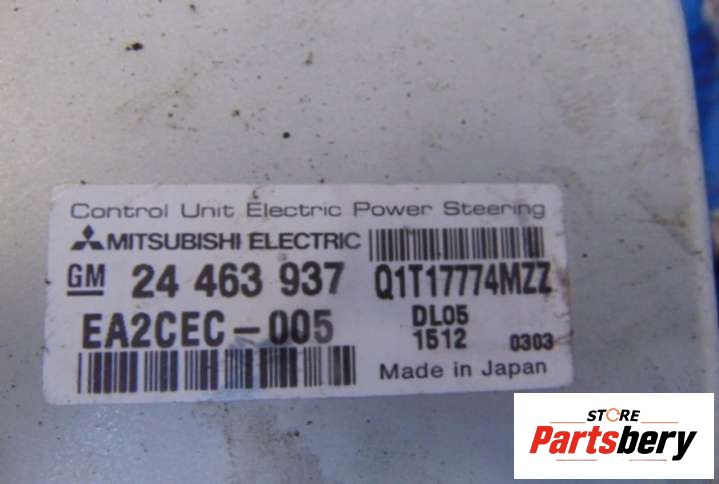 Control Unit Electric Power Steering
MITSUBISHI ELECTRIC
GM 24 463 937 Q1T17774MZZ
EA2CEC-005 DL05
1512 0303
Made in Japan
STORE
Partsbery